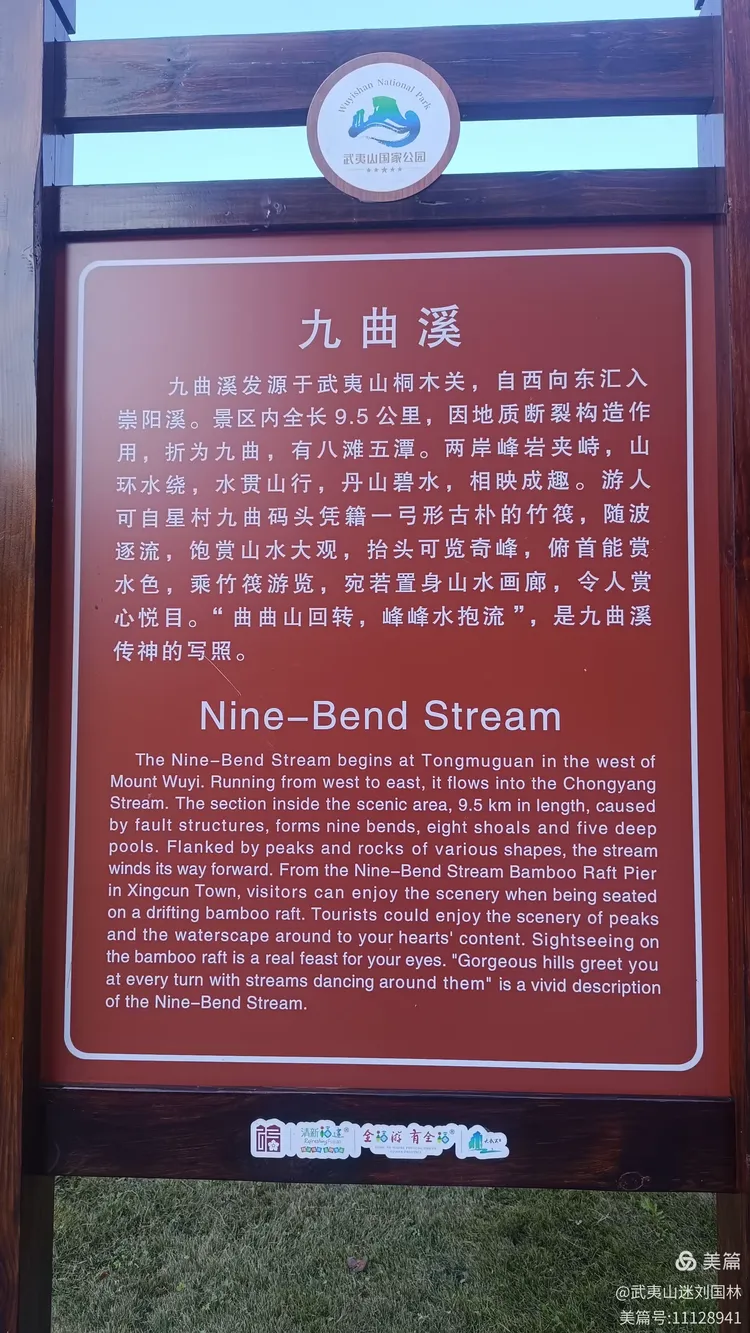 Wuyishan National Park
武夷山国家公园
九曲溪
九曲溪发源于武夷山桐木关，自西向东汇入
崇阳溪。景区内全长9.5公里，因地质断裂构造作
用，折为九曲，有八滩五潭。两岸峰岩夹峙，山
环水绕，水贯山行，丹山碧水，相映成趣。游人
可自星村九曲码头凭籍一弓形古朴的竹筏，随波
逐流，饱赏山水大观，抬头可览奇峰，俯首能赏
水色，乘竹筏游览，宛若置身山水画廊，令人赏
心悦目。“曲曲山回转，峰峰水抱流”，是九曲溪
传神的写照。
Nine-Bend Stream
The Nine-Bend Stream begins at Tongmuguan in the west of
Mount Wuyi. Running from west to east, it flows into the Chongyang
Stream. The section inside the scenic area, 9.5 km in length, caused
by fault structures, forms nine bends, eight shoals and five deep
pools. Flanked by peaks and rocks of various shapes, the stream
winds its way forward. From the Nine-Bend Stream Bamboo Raft Pier
in Xingcun Town, visitors can enjoy the scenery when being seated
on a drifting bamboo raft. Tourists could enjoy the scenery of peaks
and the waterscape around to your hearts' content. Sightseeing on
the bamboo raft is a real feast for your eyes. "Gorgeous hills greet you
at every turn with streams dancing around them" is a vivid description
of the Nine-Bend Stream.
清新福建
全福游 有全福
美篇
@武夷山迷刘国林
美篇号:11128941